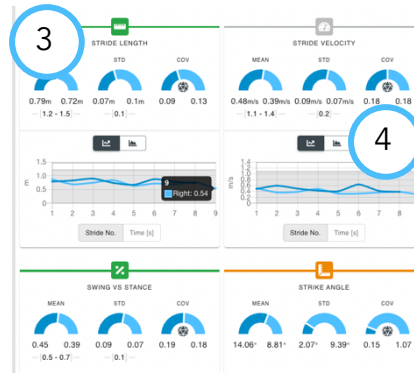 3
STRIDE LENGTH
STD COV
0.79m 0.72m 0.07m 0.1m 0.09 0.13
[1.2 - 1.5] [0.1]
1.5
1.0
0.5
0
m
9
Right: 0.54
1 2 3 4 5 6 7 8 9
Stride No. Time [s]
STRIDE VELOCITY
MEAN STD COV
0.48m/s 0.39m/s 0.09m/s 0.07m/s 0.18 0.18
[1.1 - 1.4] [0.2]
4
1.4
1.2
1.0
0.8
0.6
0.4
0.2
0
m/s
1 2 3 4 5 6 7 8
Stride No. Time [s]
SWING VS STANCE
MEAN STD COV
0.45 0.39 0.09 0.07 0.19 0.18
[0.5 - 0.7] [0.1]
STRIKE ANGLE
MEAN STD COV
14.06° 8.81° 2.07° 9.39° 0.15 1.07